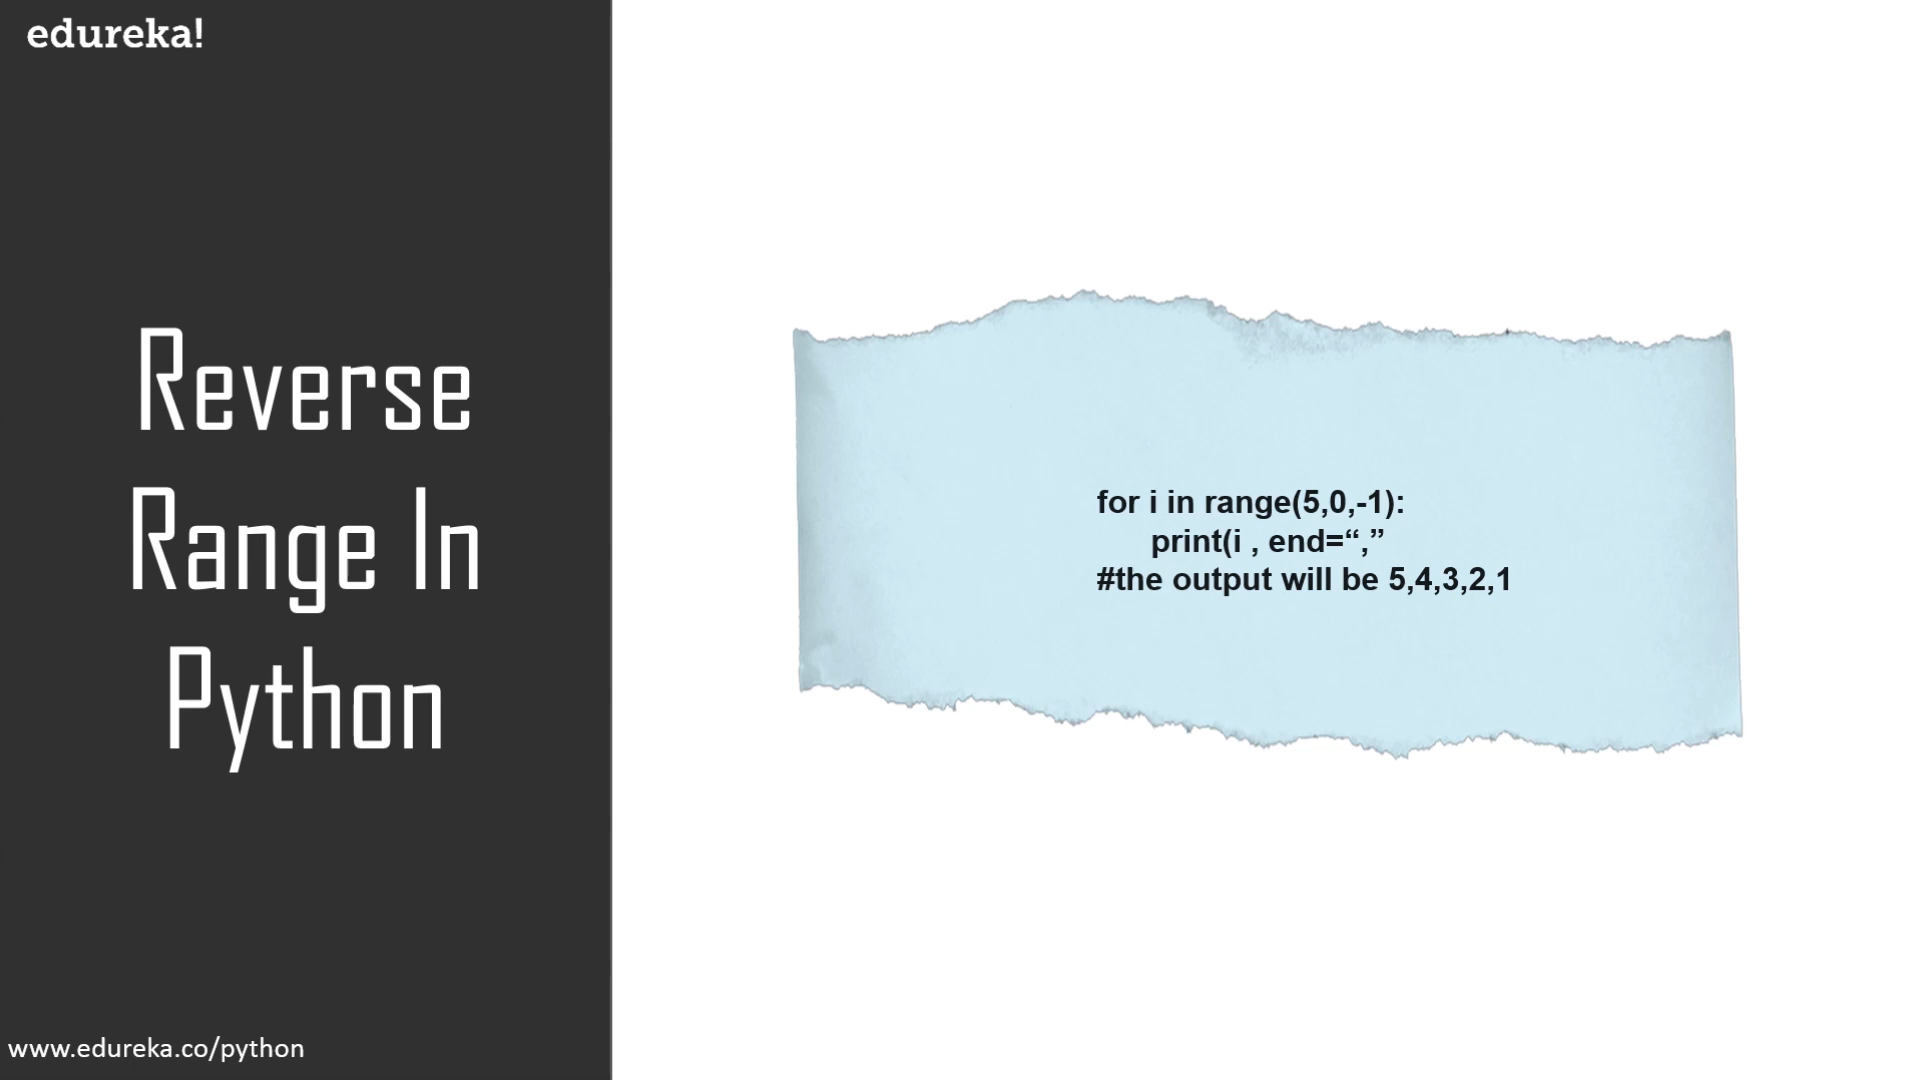 edureka!
Reverse
Range In
Python
for i in range(5,0,-1):
print(i , end=“,”
#the output will be 5,4,3,2,1
www.edureka.co/python